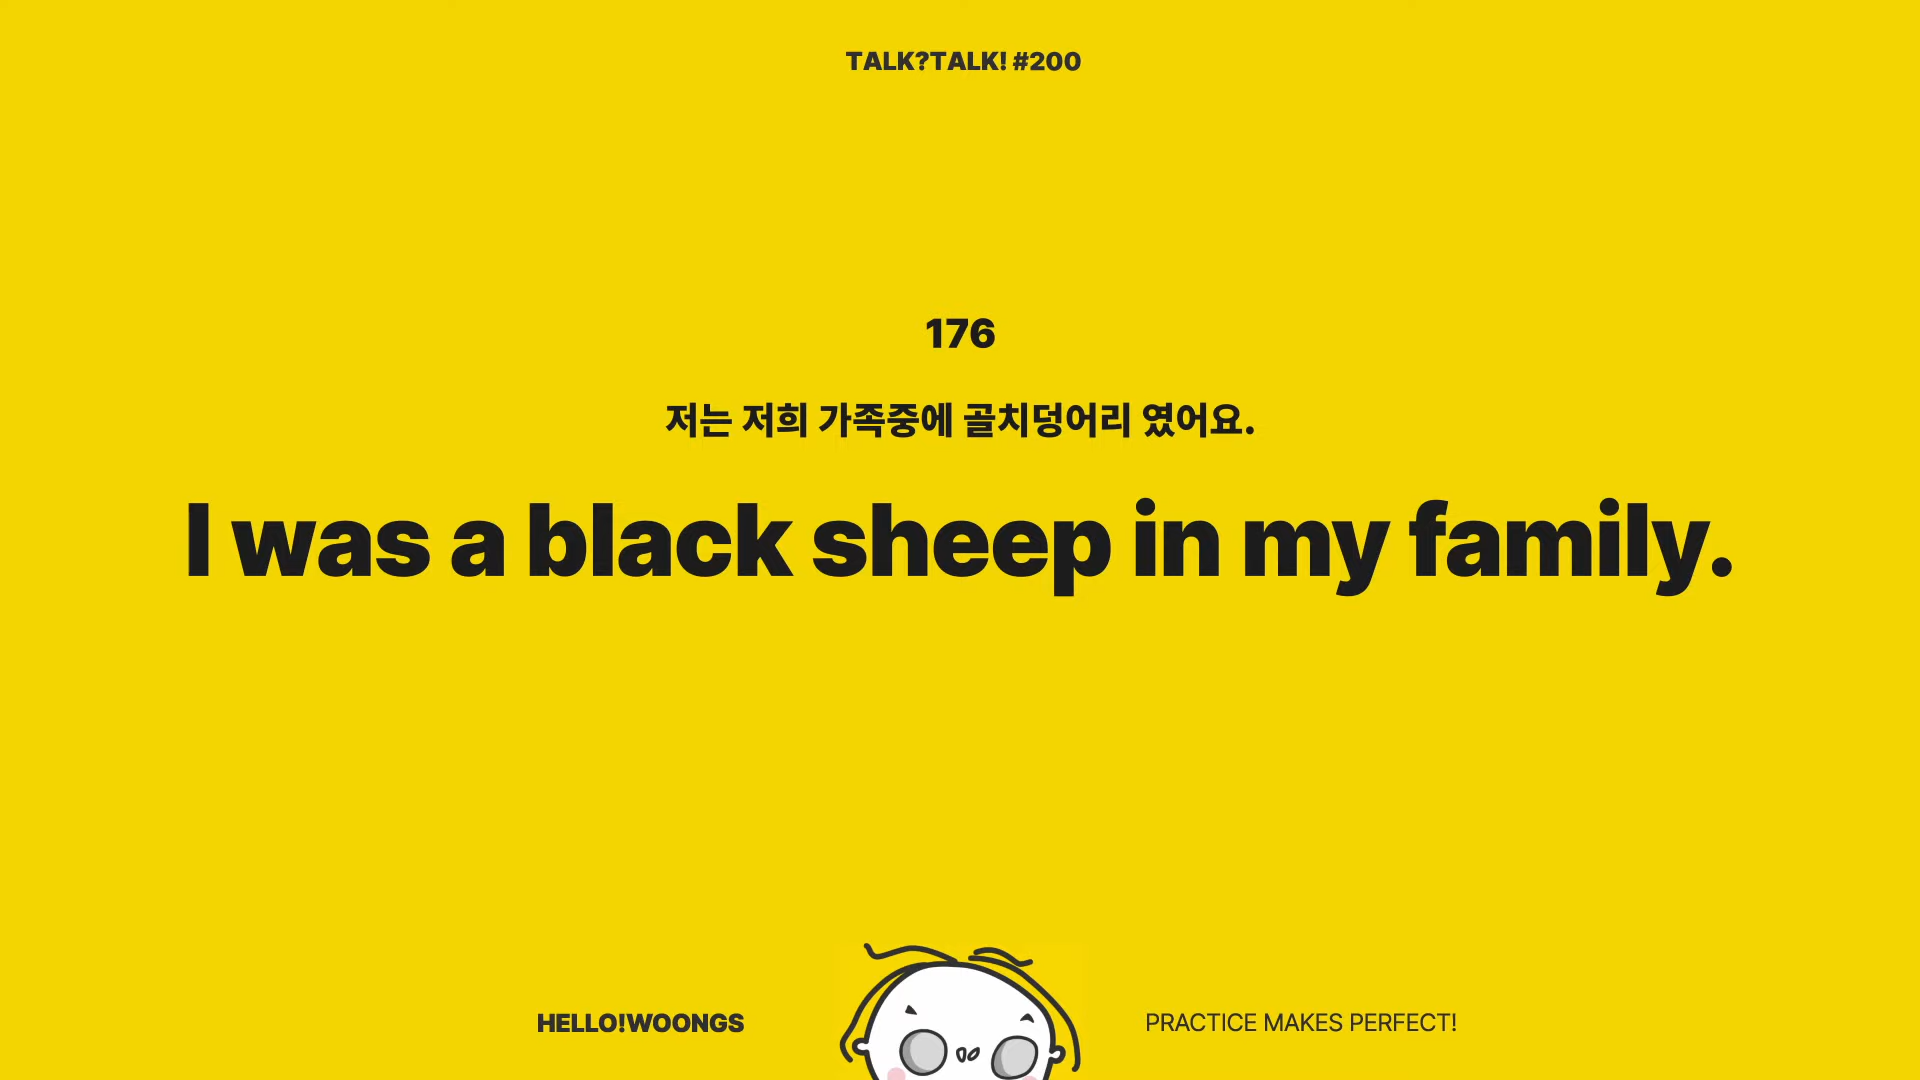 TALK?TALK! #200
176
저는 저희 가족중에 골치덩어리 였어요.
I was a black sheep in my family.
HELLO!WOONGS
PRACTICE MAKES PERFECT!